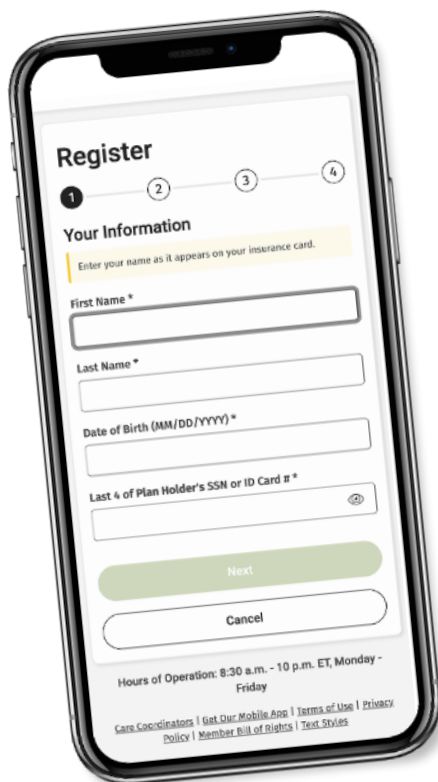 Register
1 2 3 4
Your Information
Enter your name as it appears on your insurance card.
First Name *
Last Name *
Date of Birth (MM/DD/YYYY) *
Last 4 of Plan Holder's SSN or ID Card # *
Next
Cancel
Hours of Operation: 8:30 a.m. - 10 p.m. ET, Monday -
Friday
Care Coordinators | Get Our Mobile App | Terms of Use | Privacy
Policy | Member Bill of Rights | Text Styles